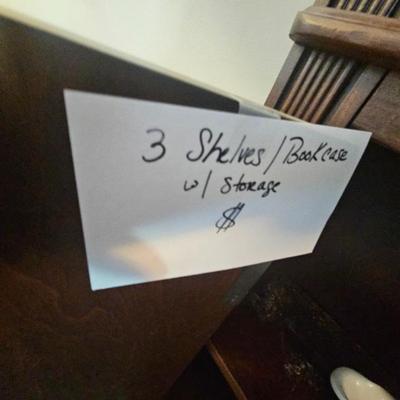 3 Shelves/Bookcase
w/ Storage
$